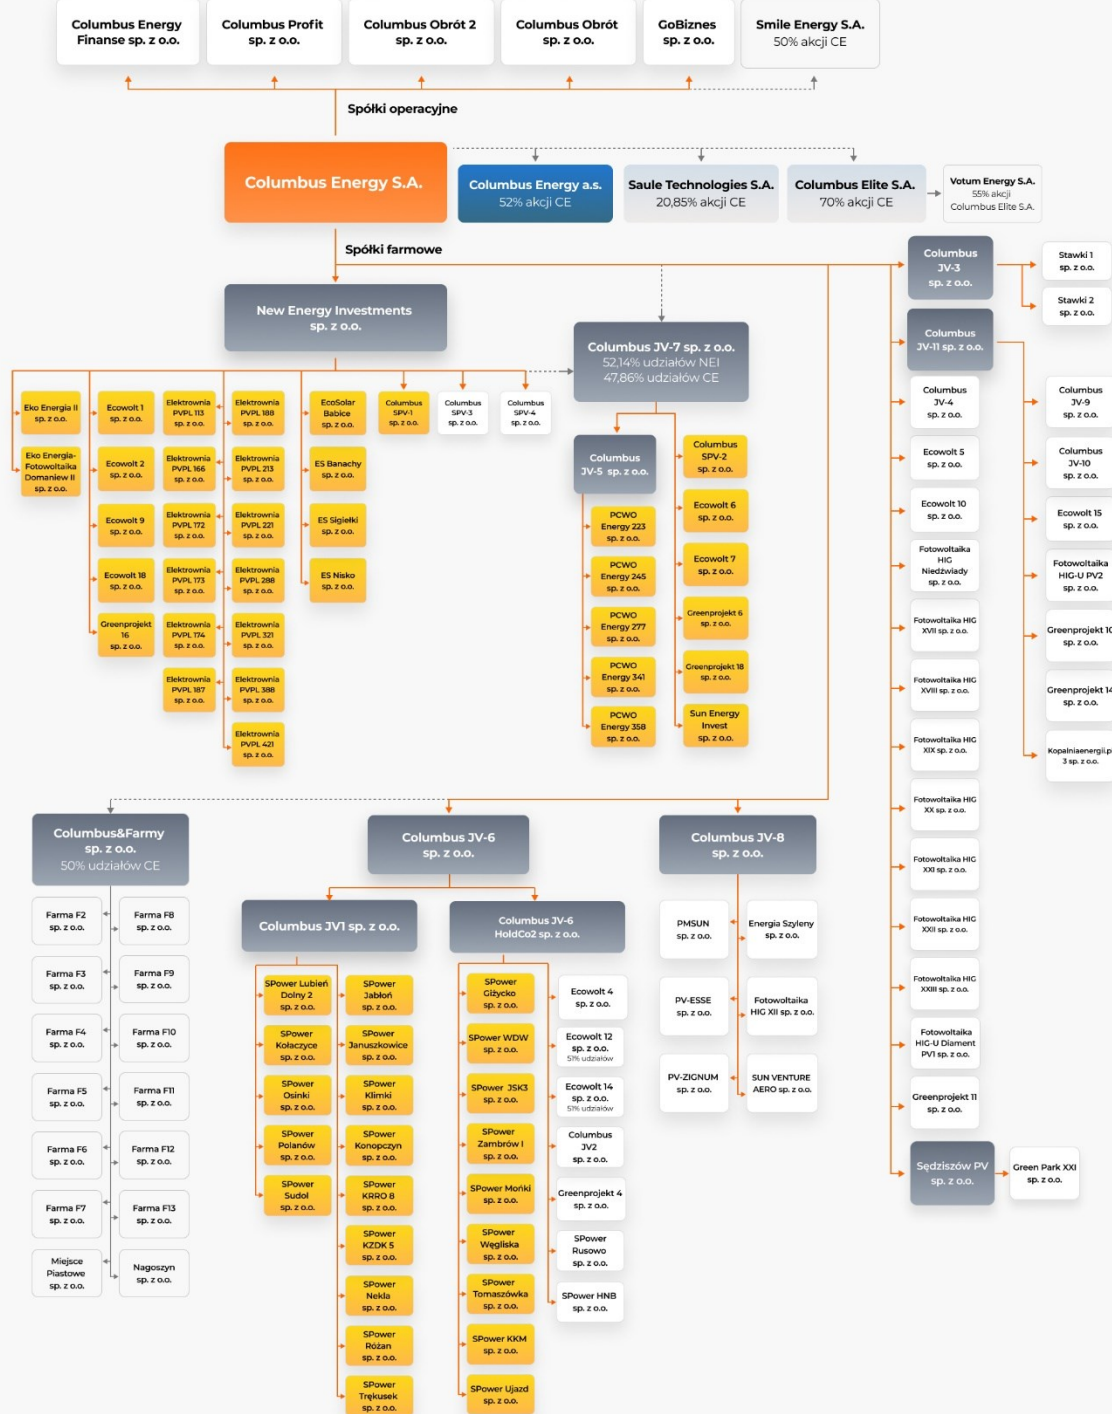 Columbus Energy
Finanse sp. z o.o.
Columbus Profit
sp. z o.o.
Columbus Obrót 2
sp. z o.o.
Columbus Obrót
sp. z o.o.
GoBiznes
sp. z o.o.
Smile Energy S.A.
50% akcji CE
Spółki operacyjne
Columbus Energy S.A.
Columbus Energy a.s.
52% akcji CE
Saule Technologies S.A.
20,85% akcji CE
Columbus Elite S.A.
70% akcji CE
Votum Energy S.A.
55% akcji
Columbus Elite S.A.
Spółki farmowe
New Energy Investments
sp. z o.o.
Columbus JV-7 sp. z o.o.
52,14% udziałów NEI
47,86% udziałów CE
Eko Energia II
sp. z o.o.
Eko Energia-
Fotowoltaika
Domaniew II
sp. z o.o.
Ecowolt 1
sp. z o.o.
Ecowolt 2
sp. z o.o.
Ecowolt 9
sp. z o.o.
Ecowolt 18
sp. z o.o.
Greenprojekt
16
sp. z o.o.
Elektrownia
PVPL 113
sp. z o.o.
Elektrownia
PVPL 166
sp. z o.o.
Elektrownia
PVPL 172
sp. z o.o.
Elektrownia
PVPL 173
sp. z o.o.
Elektrownia
PVPL 174
sp. z o.o.
Elektrownia
PVPL 187
sp. z o.o.
Elektrownia
PVPL 188
sp. z o.o.
Elektrownia
PVPL 213
sp. z o.o.
Elektrownia
PVPL 221
sp. z o.o.
Elektrownia
PVPL 288
sp. z o.o.
Elektrownia
PVPL 321
sp. z o.o.
Elektrownia
PVPL 388
sp. z o.o.
Elektrownia
PVPL 421
sp. z o.o.
EcoSolar
Babice
sp. z o.o.
ES Banachy
sp. z o.o.
ES Sigiełki
sp. z o.o.
ES Nisko
sp. z o.o.
Columbus
SPV-1
sp. z o.o.
Columbus
SPV-3
sp. z o.o.
Columbus
SPV-4
sp. z o.o.
Columbus
JV-5 sp. z o.o.
PCWO
Energy 223
sp. z o.o.
PCWO
Energy 245
sp. z o.o.
PCWO
Energy 277
sp. z o.o.
PCWO
Energy 341
sp. z o.o.
PCWO
Energy 358
sp. z o.o.
Columbus
SPV-2
sp. z o.o.
Ecowolt 6
sp. z o.o.
Ecowolt 7
sp. z o.o.
Greenprojekt 6
sp. z o.o.
Greenprojekt 18
sp. z o.o.
Sun Energy
Invest
sp. z o.o.
Columbus
JV-3
sp. z o.o.
Stawki 1
sp. z o.o.
Stawki 2
sp. z o.o.
Columbus
JV-11 sp. z o.o.
Columbus
JV-4
sp. z o.o.
Ecowolt 5
sp. z o.o.
Ecowolt 10
sp. z o.o.
Fotowoltaika
HIG
Niedźwiady
sp. z o.o.
Fotowoltaika HIG
XVII sp. z o.o.
Fotowoltaika HIG
XVIII sp. z o.o.
Fotowoltaika HIG
XIX sp. z o.o.
Fotowoltaika HIG
XX sp. z o.o.
Fotowoltaika HIG
XXI sp. z o.o.
Fotowoltaika HIG
XXII sp. z o.o.
Fotowoltaika HIG
XXIII sp. z o.o.
Fotowoltaika
HIG-U Diament
PV1 sp. z o.o.
Greenprojekt 11
sp. z o.o.
Columbus
JV-9
sp. z o.o.
Columbus
JV-10
sp. z o.o.
Ecowolt 15
sp. z o.o.
Fotowoltaika
HIG-U PV2
sp. z o.o.
Greenprojekt 10
sp. z o.o.
Greenprojekt 14
sp. z o.o.
Kopalniaenergii.pl
3 sp. z o.o.
Sędziszów PV
sp. z o.o.
Green Park XXI
sp. z o.o.
Columbus&Farmy
sp. z o.o.
50% udziałów CE
Farma F2
sp. z o.o.
Farma F8
sp. z o.o.
Farma F3
sp. z o.o.
Farma F9
sp. z o.o.
Farma F4
sp. z o.o.
Farma F10
sp. z o.o.
Farma F5
sp. z o.o.
Farma F11
sp. z o.o.
Farma F6
sp. z o.o.
Farma F12
sp. z o.o.
Farma F7
sp. z o.o.
Farma F13
sp. z o.o.
Miejsce
Piastowe
sp. z o.o.
Nagoszyn
sp. z o.o.
Columbus JV-6
sp. z o.o.
Columbus JV1 sp. z o.o.
SPower Lubień
Dolny 2
sp. z o.o.
SPower
Kołaczyce
sp. z o.o.
SPower
Osinki
sp. z o.o.
SPower
Polanów
sp. z o.o.
SPower
Sudol
sp. z o.o.
SPower
Jabłoń
sp. z o.o.
SPower
Januszkowice
sp. z o.o.
SPower
Klimki
sp. z o.o.
SPower
Konopczyn
sp. z o.o.
SPower
KRRO 8
sp. z o.o.
SPower
KZDK 5
sp. z o.o.
SPower
Nekla
sp. z o.o.
SPower
Różan
sp. z o.o.
SPower
Trękusek
sp. z o.o.
Columbus JV-6
HoldCo2 sp. z o.o.
SPower
Giżycko
sp. z o.o.
SPower WDW
sp. z o.o.
SPower JSK3
sp. z o.o.
SPower
Zambrów I
sp. z o.o.
SPower Mońki
sp. z o.o.
SPower
Węgliska
sp. z o.o.
SPower
Tomaszówka
sp. z o.o.
SPower KKM
sp. z o.o.
SPower Ujazd
sp. z o.o.
Ecowolt 4
sp. z o.o.
Ecowolt 12
sp. z o.o.
51% udziałów
Ecowolt 14
sp. z o.o.
51% udziałów
Columbus
JV2
sp. z o.o.
Greenprojekt 4
sp. z o.o.
SPower
Rusowo
sp. z o.o.
SPower HNB
sp. z o.o.
Columbus JV-8
sp. z o.o.
PMSUN
sp. z o.o.
Energia Szyleny
sp. z o.o.
PV-ESSE
sp. z o.o.
Fotowoltaika
HIG XII sp. z o.o.
PV-ZIGNUM
sp. z o.o.
SUN VENTURE
AERO sp. z o.o.